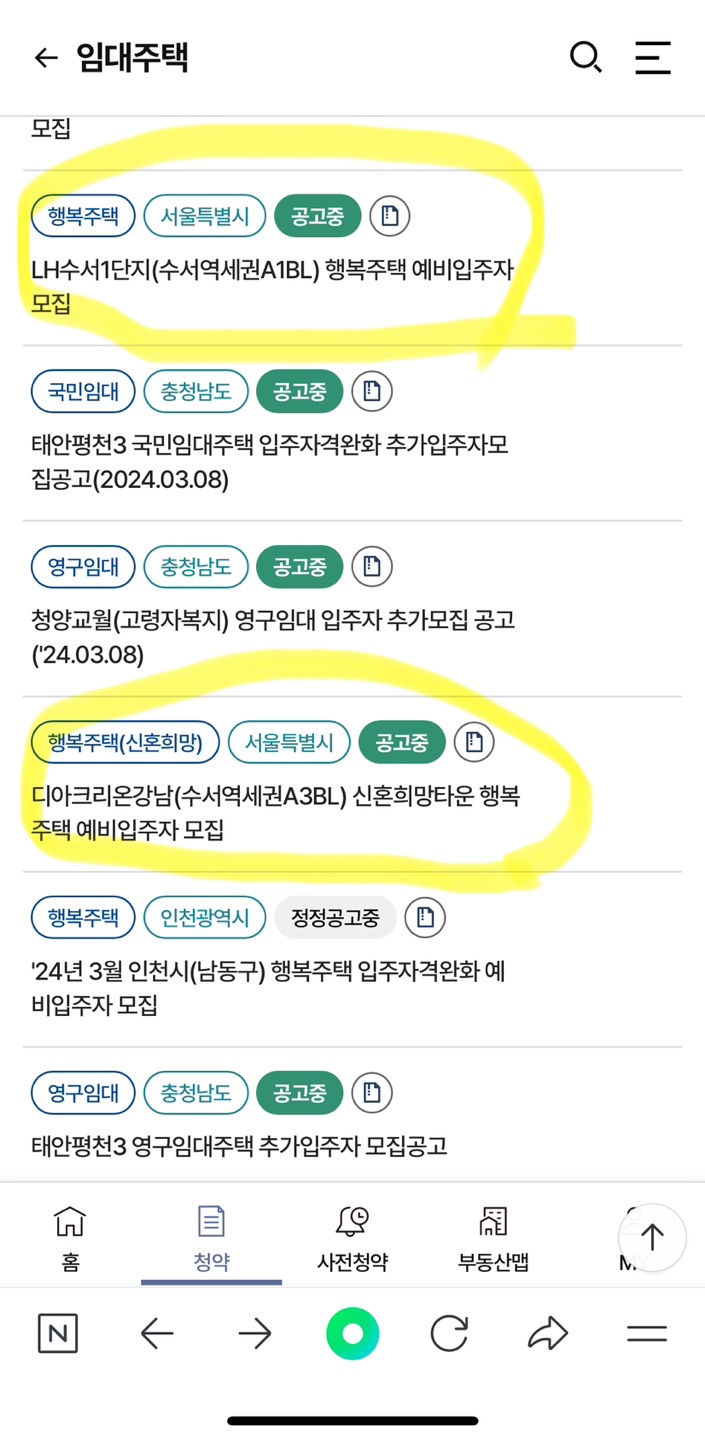 임대주택
모집
행복주택 서울특별시 공고중
LH수서1단지(수서역세권A1BL) 행복주택 예비입주자
모집
국민임대 충청남도 공고중
태안평천3 국민임대주택 입주자격완화 추가입주자모
집공고(2024.03.08)
영구임대 충청남도 공고중
청양교월(고령자복지) 영구임대 입주자 추가모집 공고
('24.03.08)
행복주택(신혼희망) 서울특별시 공고중
디아크리온강남(수서역세권A3BL) 신혼희망타운 행복
주택 예비입주자 모집
행복주택 인천광역시 정정공고중
'24년 3월 인천시(남동구) 행복주택 입주자격완화 예
비입주자 모집
영구임대 충청남도 공고중
태안평천3 영구임대주택 추가입주자 모집공고
홈 청약 사전청약 부동산맵
N